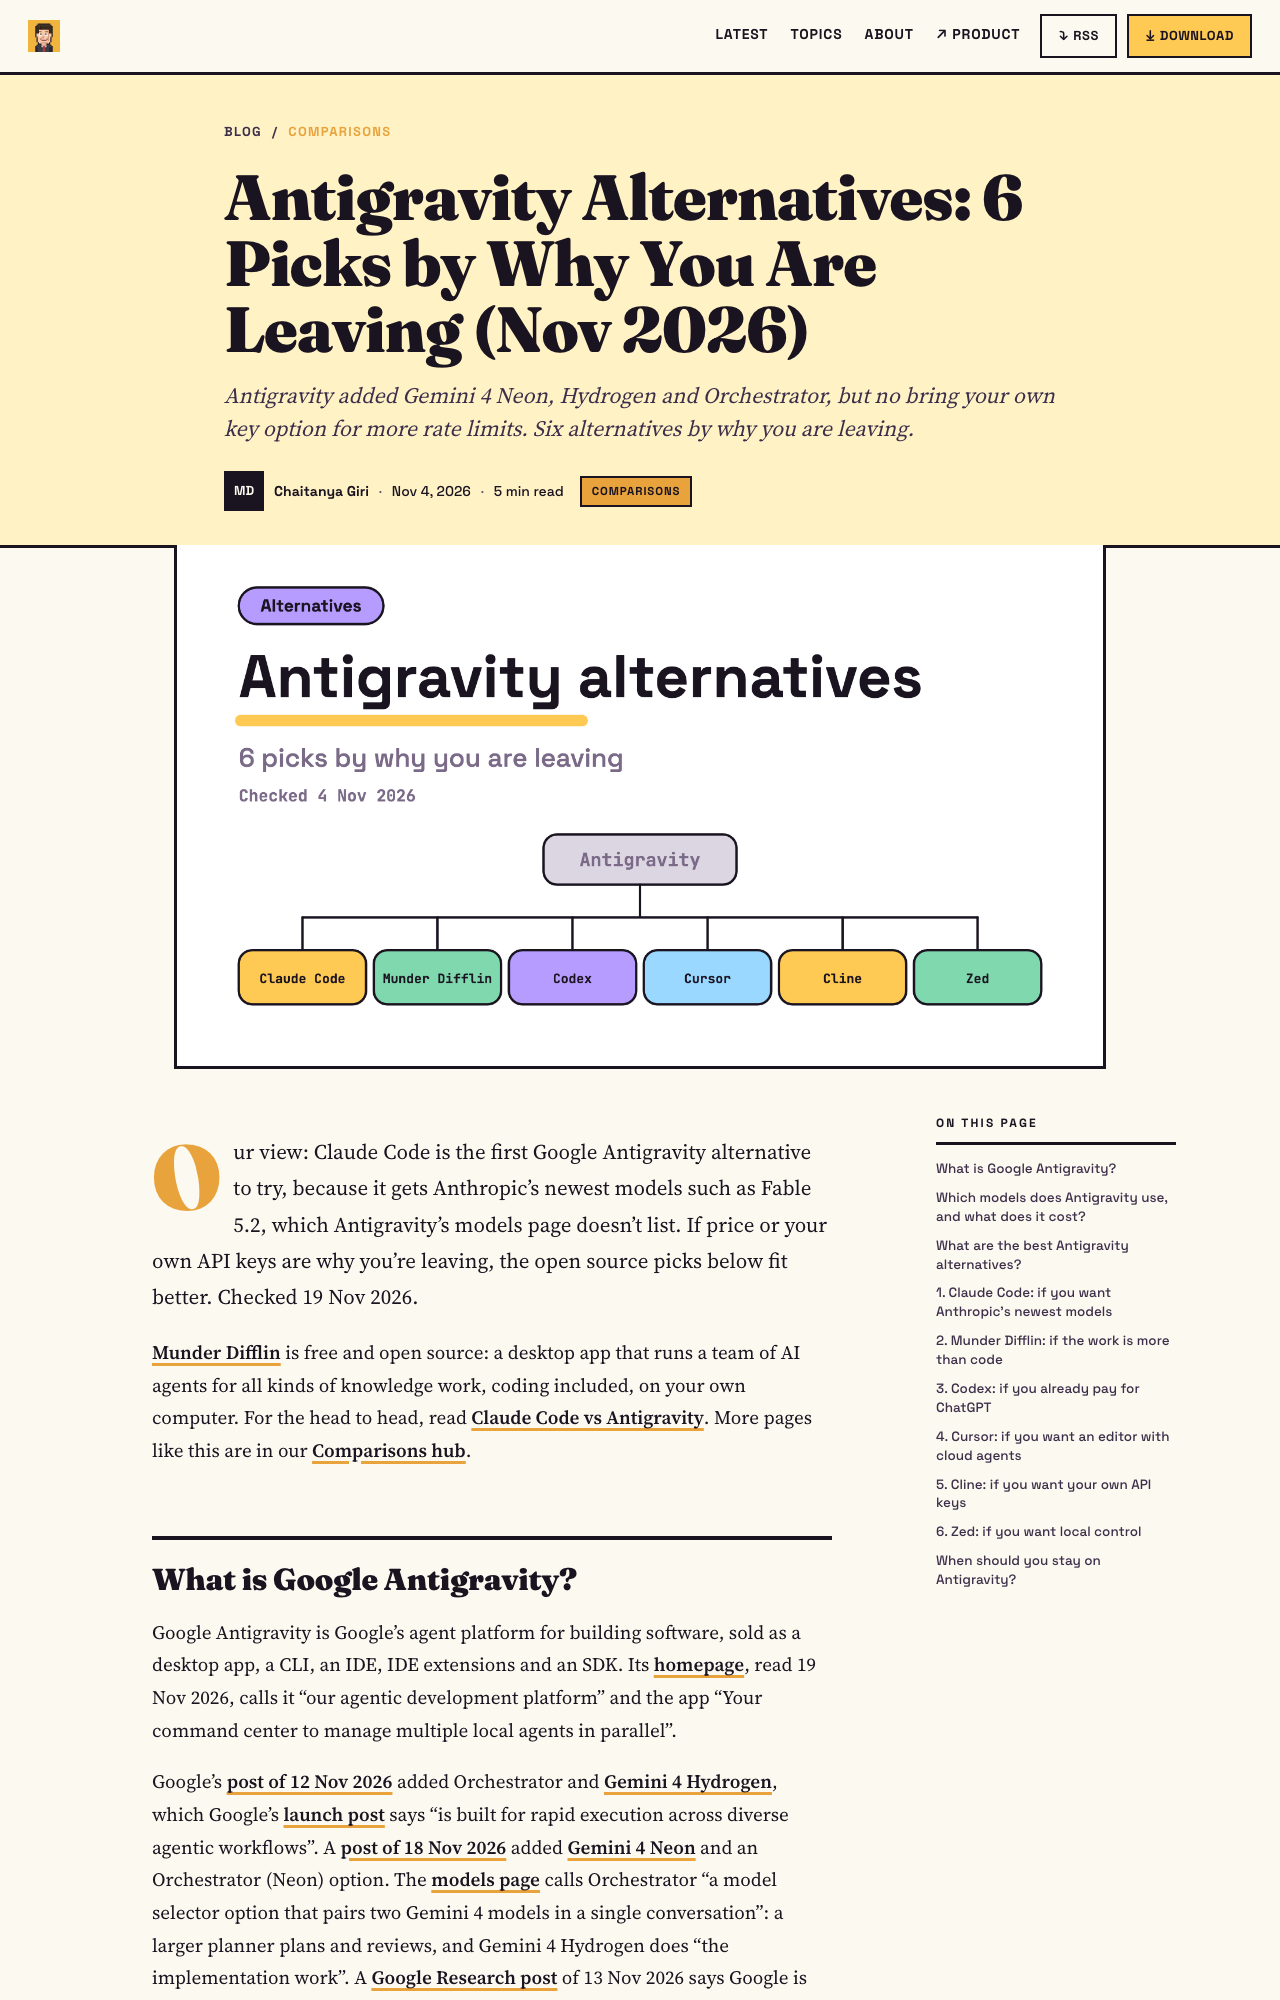 LATEST TOPICS ABOUT ↗ PRODUCT ⤵ RSS ⤓ DOWNLOAD
BLOG / COMPARISONS
Antigravity Alternatives: 6
Picks by Why You Are
Leaving (Nov 2026)
Antigravity added Gemini 4 Neon, Hydrogen and Orchestrator, but no bring your own
key option for more rate limits. Six alternatives by why you are leaving.
MD Chaitanya Giri · Nov 4, 2026 · 5 min read COMPARISONS
Alternatives
Antigravity alternatives
6 picks by why you are leaving
Checked 4 Nov 2026
Antigravity
Claude Code Munder Difflin Codex Cursor Cline Zed
Our view: Claude Code is the first Google Antigravity alternative
to try, because it gets Anthropic’s newest models such as Fable
5.2, which Antigravity’s models page doesn’t list. If price or your
own API keys are why you’re leaving, the open source picks below fit
better. Checked 19 Nov 2026.
Munder Difflin is free and open source: a desktop app that runs a team of AI
agents for all kinds of knowledge work, coding included, on your own
computer. For the head to head, read Claude Code vs Antigravity. More pages
like this are in our Comparisons hub.
What is Google Antigravity?
Google Antigravity is Google’s agent platform for building software, sold as a
desktop app, a CLI, an IDE, IDE extensions and an SDK. Its homepage, read 19
Nov 2026, calls it “our agentic development platform” and the app “Your
command center to manage multiple local agents in parallel”.
Google’s post of 12 Nov 2026 added Orchestrator and Gemini 4 Hydrogen,
which Google’s launch post says “is built for rapid execution across diverse
agentic workflows”. A post of 18 Nov 2026 added Gemini 4 Neon and an
Orchestrator (Neon) option. The models page calls Orchestrator “a model
selector option that pairs two Gemini 4 models in a single conversation”: a
larger planner plans and reviews, and Gemini 4 Hydrogen does “the
implementation work”. A Google Research post of 13 Nov 2026 says Google is
ON THIS PAGE
What is Google Antigravity?
Which models does Antigravity use,
and what does it cost?
What are the best Antigravity
alternatives?
1. Claude Code: if you want
Anthropic’s newest models
2. Munder Difflin: if the work is more
than code
3. Codex: if you already pay for
ChatGPT
4. Cursor: if you want an editor with
cloud agents
5. Cline: if you want your own API
keys
6. Zed: if you want local control
When should you stay on
Antigravity?